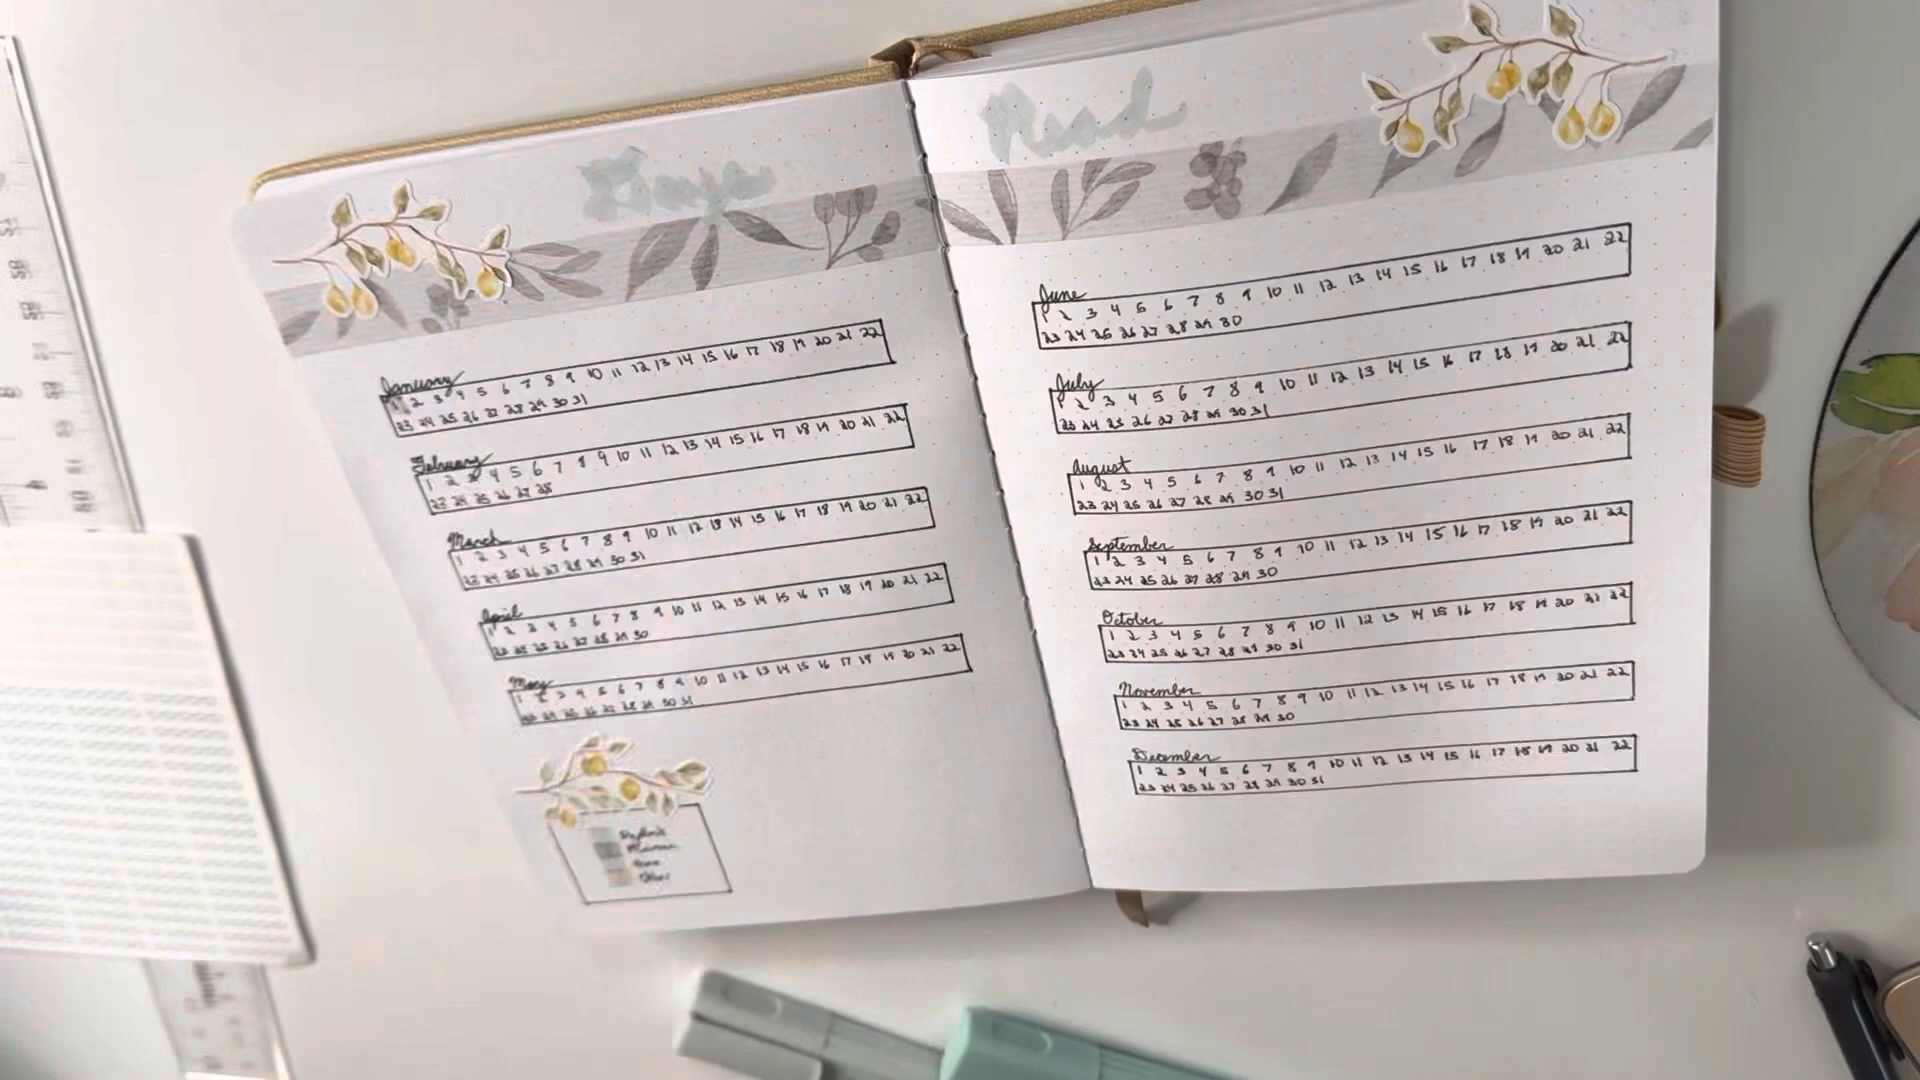 Days
Read
January
1 2 3 4 5 6 7 8 9 10 11 12 13 14 15 16 17 18 19 20 21 22
23 24 25 26 27 28 29 30 31
February
1 2 3 4 5 6 7 8 9 10 11 12 13 14 15 16 17 18 19 20 21 22
23 24 25 26 27 28
March
1 2 3 4 5 6 7 8 9 10 11 12 13 14 15 16 17 18 19 20 21 22
23 24 25 26 27 28 29 30 31
April
1 2 3 4 5 6 7 8 9 10 11 12 13 14 15 16 17 18 19 20 21 22
23 24 25 26 27 28 29 30
May
1 2 3 4 5 6 7 8 9 10 11 12 13 14 15 16 17 18 19 20 21 22
23 24 25 26 27 28 29 30 31
Other
June
1 2 3 4 5 6 7 8 9 10 11 12 13 14 15 16 17 18 19 20 21 22
23 24 25 26 27 28 29 30
July
1 2 3 4 5 6 7 8 9 10 11 12 13 14 15 16 17 18 19 20 21 22
23 24 25 26 27 28 29 30 31
August
1 2 3 4 5 6 7 8 9 10 11 12 13 14 15 16 17 18 19 20 21 22
23 24 25 26 27 28 29 30 31
September
1 2 3 4 5 6 7 8 9 10 11 12 13 14 15 16 17 18 19 20 21 22
23 24 25 26 27 28 29 30
October
1 2 3 4 5 6 7 8 9 10 11 12 13 14 15 16 17 18 19 20 21 22
23 24 25 26 27 28 29 30 31
November
1 2 3 4 5 6 7 8 9 10 11 12 13 14 15 16 17 18 19 20 21 22
23 24 25 26 27 28 29 30
December
1 2 3 4 5 6 7 8 9 10 11 12 13 14 15 16 17 18 19 20 21 22
23 24 25 26 27 28 29 30 31